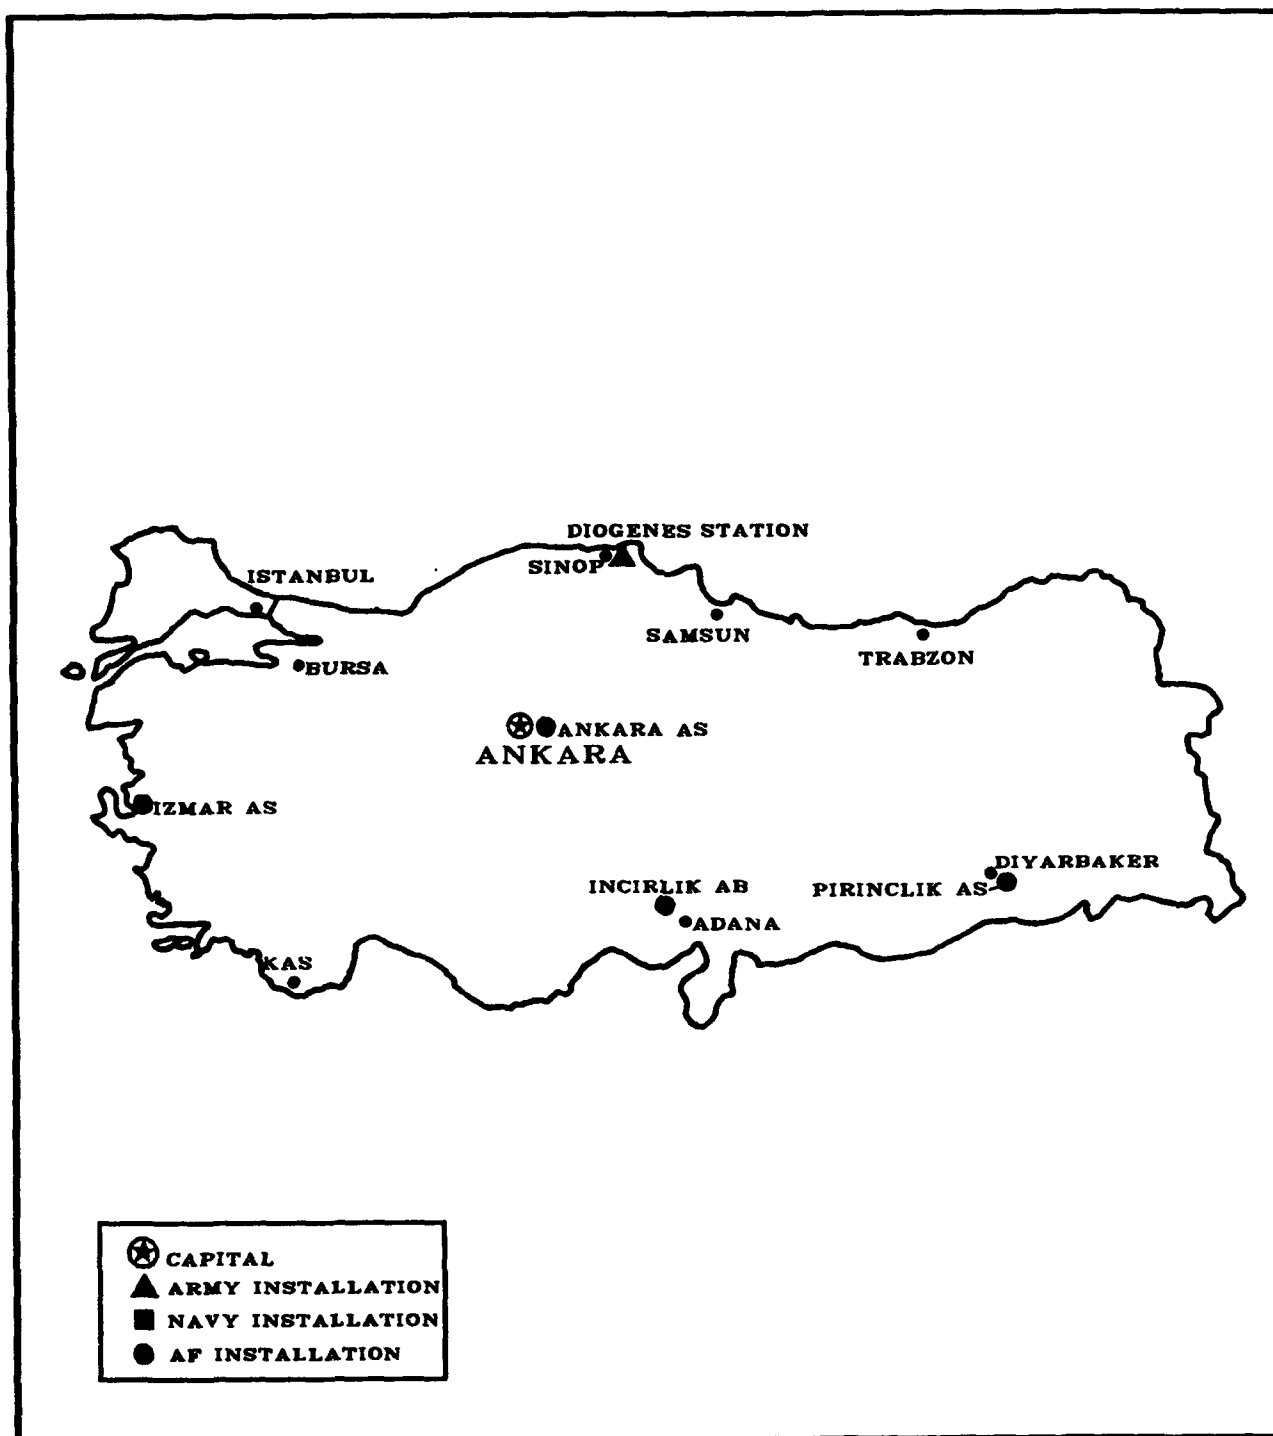 DIOGENES STATION
SINOP
ISTANBUL
SAMSUN
TRABZON
BURSA
ANKARA AS
ANKARA
IZMAR AS
DIYARBAKER
PIRINCLIK AS
INCIRLIK AB
ADANA
KAS
CAPITAL
ARMY INSTALLATION
NAVY INSTALLATION
AF INSTALLATION